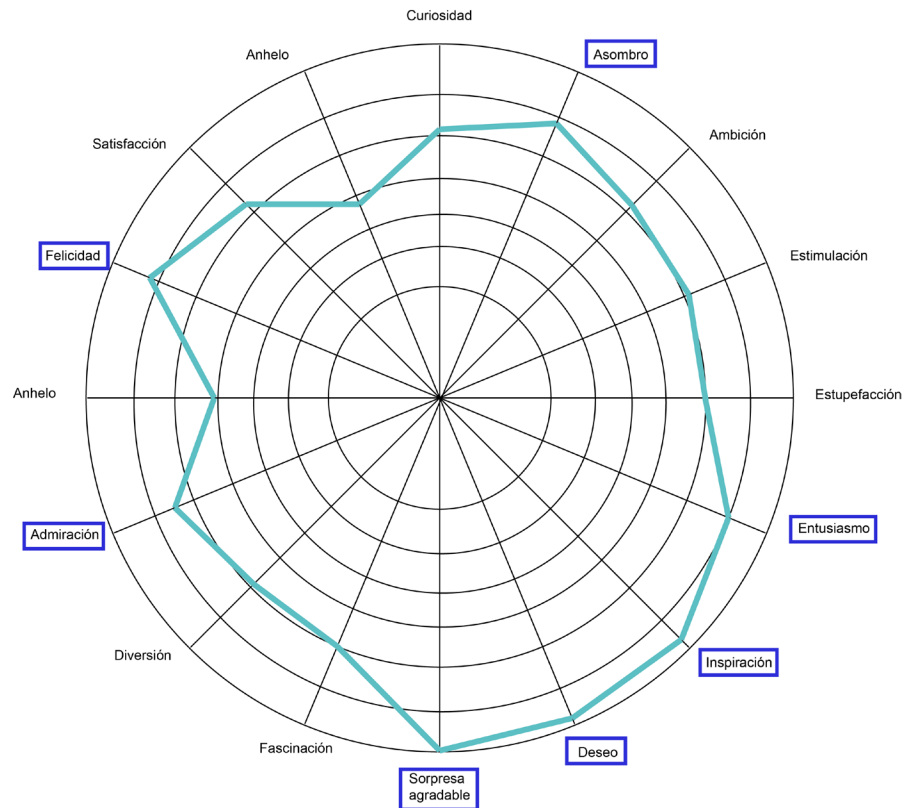 Curiosidad
Asombro
Anhelo
Ambición
Satisfacción
Felicidad
Estimulación
Anhelo
Estupefacción
Admiración
Entusiasmo
Diversión
Inspiración
Fascinación
Deseo
Sorpresa
agradable